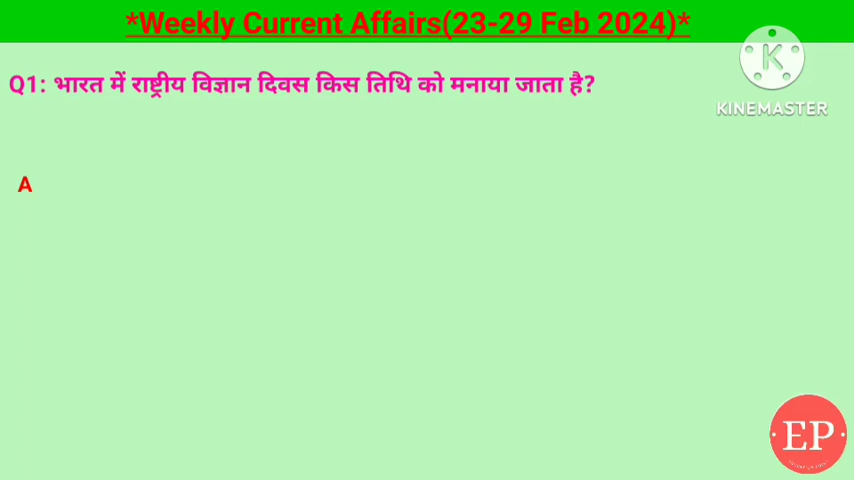 *Weekly Current Affairs(23-29 Feb 2024)*
Q1: भारत में राष्ट्रीय विज्ञान दिवस किस तिथि को मनाया जाता है?
K
KINEMASTER
A
EP